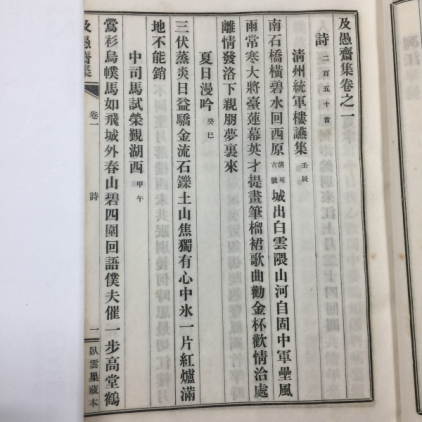 及愚齋集卷之一
詩 二百五十首
清州統軍樓讌集 壬辰
南石橋橫碧水回西原 清州古號 城出白雲隈山河自固中軍壘風
雨常寒大將臺蓮幕英才提畫筆榴裙歌曲勸金杯歡情洽處
離情發洛下親朋夢裏來
夏日漫吟 癸巳
三伏蒸炎日益驕金流石鑠土山焦獨有心中氷一片紅爐滿
地不能銷
中司馬試榮覲湖西 甲午
鶯衫烏幞馬如飛城外春山碧四圍回語僕夫催一步高堂鶴
及愚齋集
卷一
詩
一
臥雲巢藏本